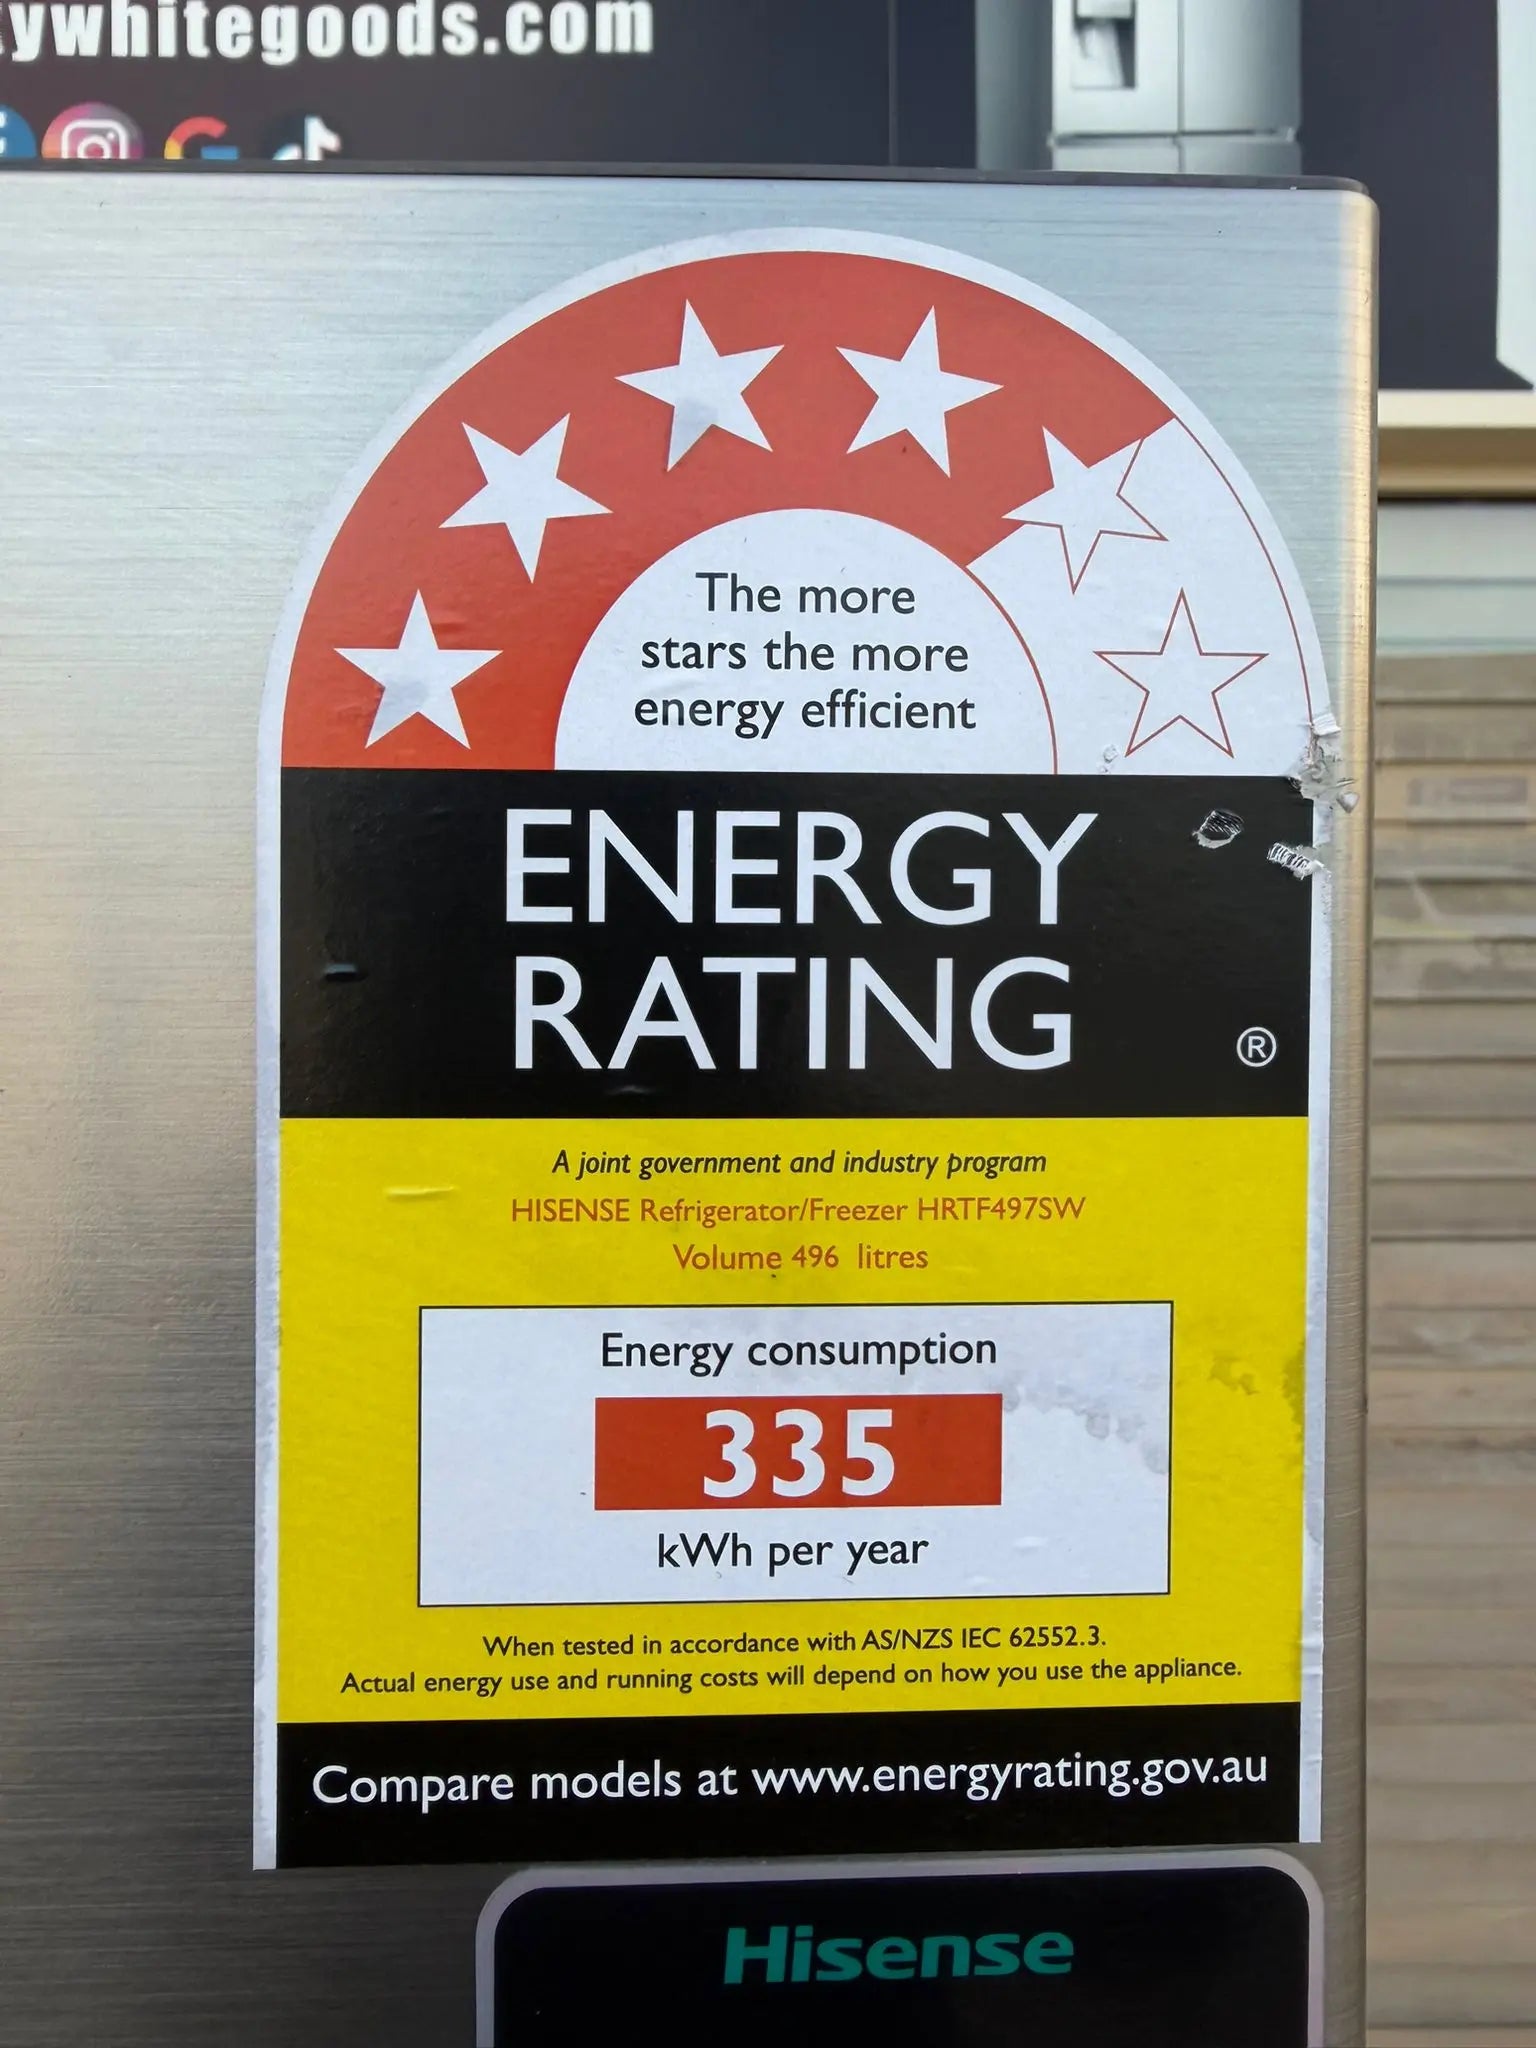 ywhitegoods.com
The more
stars the more
energy efficient
ENERGY
RATING
®
A joint government and industry program
HISENSE Refrigerator/Freezer HRTF497SW
Volume 496 litres
Energy consumption
335
kWh per year
When tested in accordance with AS/NZS IEC 62552.3.
Actual energy use and running costs will depend on how you use the appliance.
Compare models at www.energyrating.gov.au
Hisense